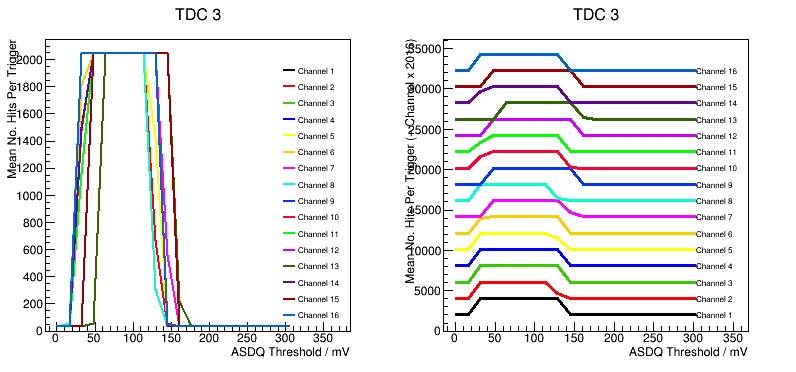 TDC 3
Mean No. Hits Per Trigger
2000
1800
1600
1400
1200
1000
800
600
400
200
0
0 50 100 150 200 250 300 350
ASDQ Threshold / mV
Channel 1
Channel 2
Channel 3
Channel 4
Channel 5
Channel 6
Channel 7
Channel 8
Channel 9
Channel 10
Channel 11
Channel 12
Channel 13
Channel 14
Channel 15
Channel 16
TDC 3
Mean No. Hits Per Trigger (+ Channel x 2016)
35000
30000
25000
20000
15000
10000
5000
0
0 50 100 150 200 250 300 350
ASDQ Threshold / mV
Channel 16
Channel 15
Channel 14
Channel 13
Channel 12
Channel 11
Channel 10
Channel 9
Channel 8
Channel 7
Channel 6
Channel 5
Channel 4
Channel 3
Channel 2
Channel 1